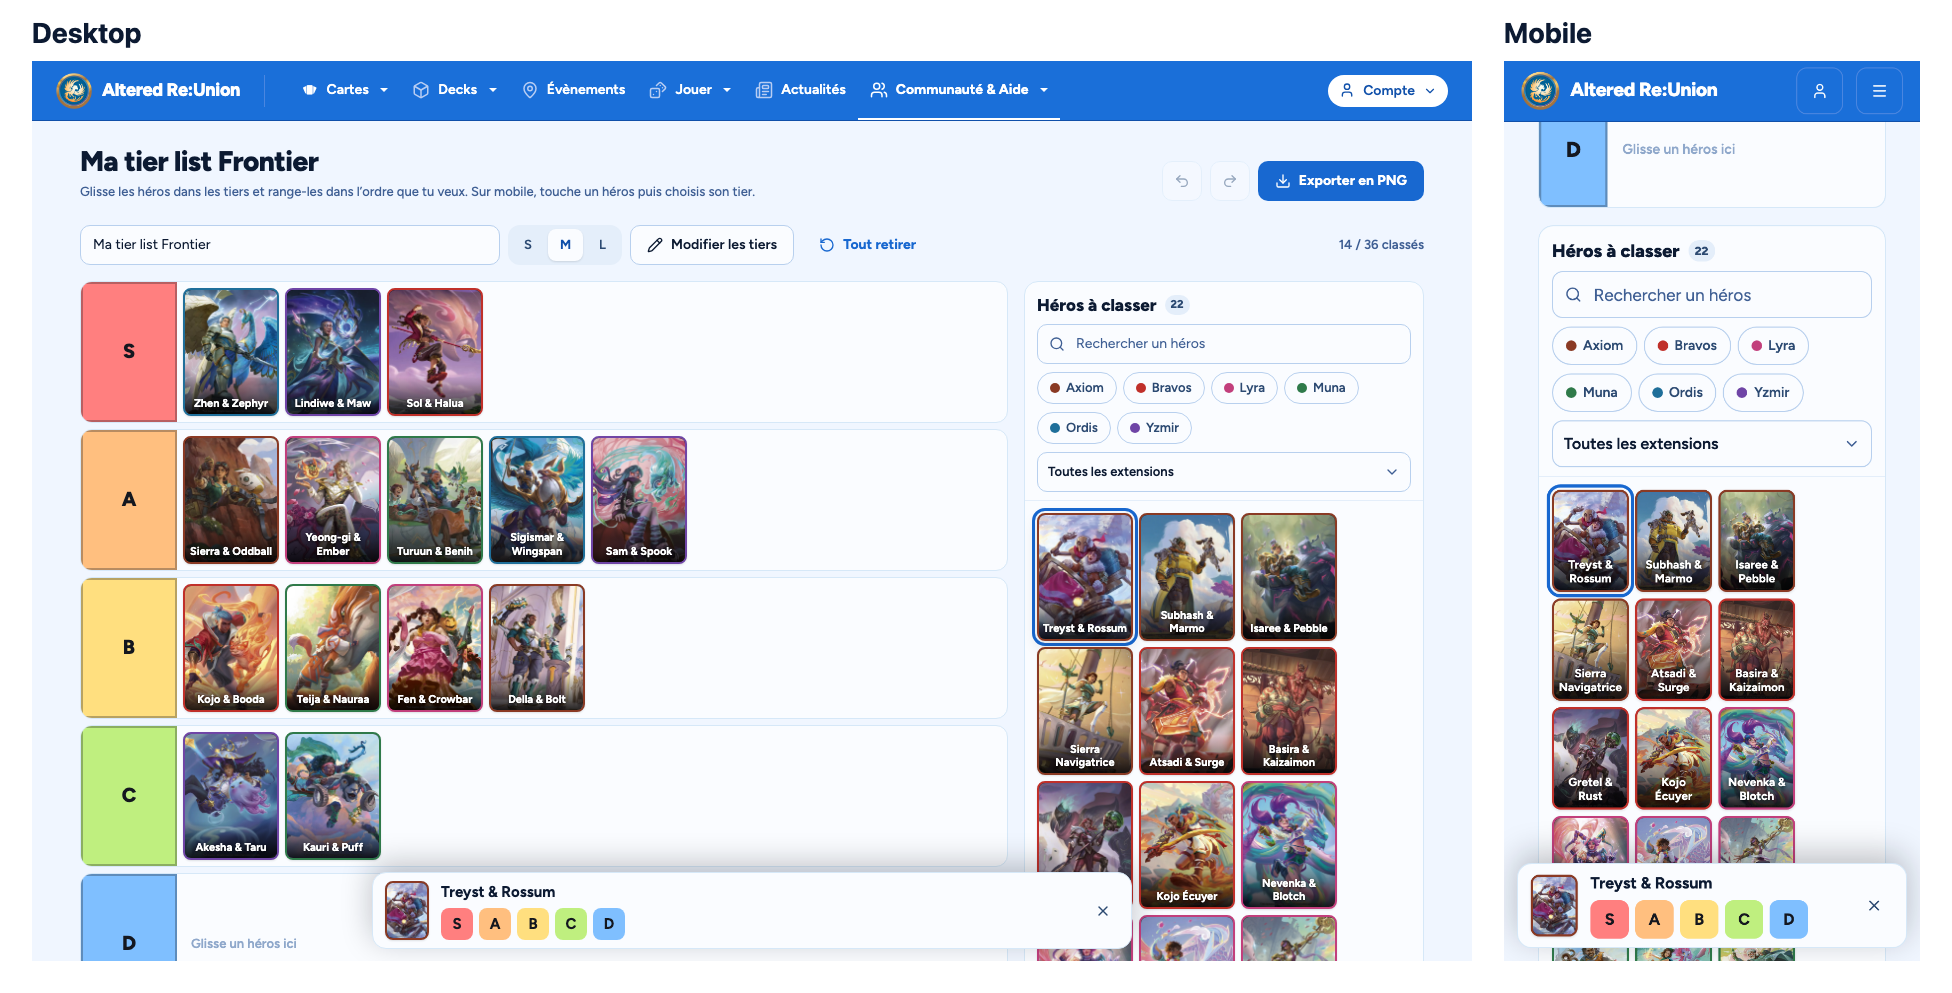 Desktop
Altered Re:Union
Cartes
Decks
Évènements
Jouer
Actualités
Communauté & Aide
Compte
Ma tier list Frontier
Glisse les héros dans les tiers et range-les dans l'ordre que tu veux. Sur mobile, touche un héros puis choisis son tier.
Exporter en PNG
Ma tier list Frontier
S
M
L
Modifier les tiers
Tout retirer
14 / 36 classés
S
Zhen & Zephyr
Lindiwe & Maw
Sol & Halua
A
Sierra & Oddball
Yeong-gi &
Ember
Turuun & Benih
Sigismar &
Wingspan
Sam & Spook
B
Kojo & Booda
Teija & Nauraa
Fen & Crowbar
Della & Bolt
C
Akesha & Taru
Kauri & Puff
D
Glisse un héros ici
Héros à classer
22
Rechercher un héros
Axiom
Bravos
Lyra
Muna
Ordis
Yzmir
Toutes les extensions
Treyst & Rossum
Subhash &
Marmo
Isaree & Pebble
Sierra
Navigatrice
Atsadi & Surge
Basira &
Kaizaimon
Kojo Écuyer
Nevenka &
Blotch
Treyst & Rossum
S
A
B
C
D
Mobile
Altered Re:Union
D
Glisse un héros ici
Héros à classer
22
Rechercher un héros
Axiom
Bravos
Lyra
Muna
Ordis
Yzmir
Toutes les extensions
Treyst &
Rossum
Subhash &
Marmo
Isaree &
Pebble
Sierra
Navigatrice
Atsadi &
Surge
Basira &
Kaizaimon
Gretel &
Rust
Kojo
Écuyer
Nevenka &
Blotch
Treyst & Rossum
S
A
B
C
D